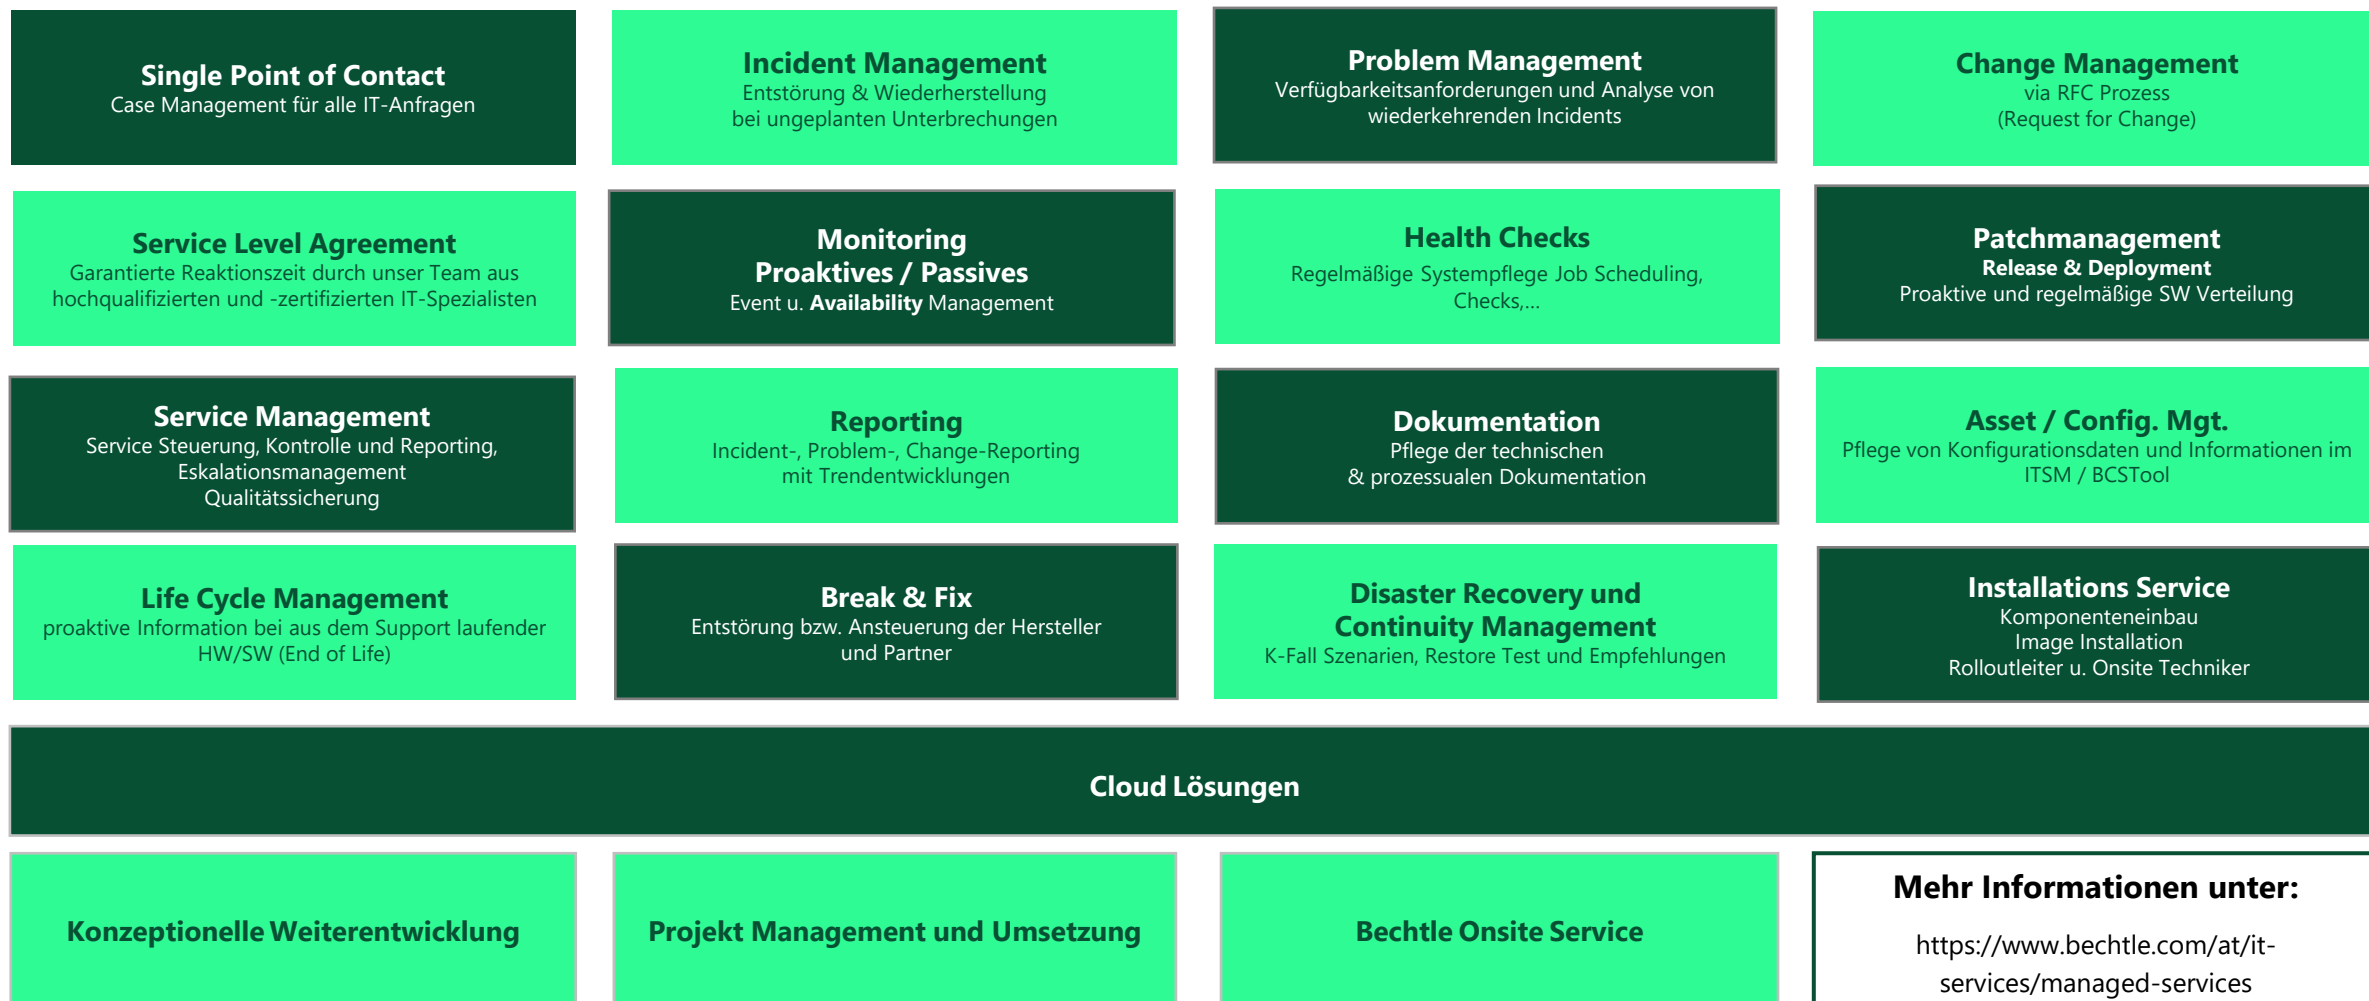 Single Point of Contact
Case Management für alle IT-Anfragen
Incident Management
Entstörung & Wiederherstellung
bei ungeplanten Unterbrechungen
Problem Management
Verfügbarkeitsanforderungen und Analyse von
wiederkehrenden Incidents
Change Management
via RFC Prozess
(Request for Change)
Service Level Agreement
Garantierte Reaktionszeit durch unser Team aus
hochqualifizierten und -zertifizierten IT-Spezialisten
Monitoring
Proaktives / Passives
Event u. Availability Management
Health Checks
Regelmäßige Systempflege Job Scheduling,
Checks,...
Patchmanagement
Release & Deployment
Proaktive und regelmäßige SW Verteilung
Service Management
Service Steuerung, Kontrolle und Reporting,
Eskalationsmanagement
Qualitätssicherung
Reporting
Incident-, Problem-, Change-Reporting
mit Trendentwicklungen
Dokumentation
Pflege der technischen
& prozessualen Dokumentation
Asset / Config. Mgt.
Pflege von Konfigurationsdaten und Informationen im
ITSM / BCSTool
Life Cycle Management
proaktive Information bei aus dem Support laufender
HW/SW (End of Life)
Break & Fix
Entstörung bzw. Ansteuerung der Hersteller
und Partner
Disaster Recovery und
Continuity Management
K-Fall Szenarien, Restore Test und Empfehlungen
Installations Service
Komponenteneinbau
Image Installation
Rolloutleiter u. Onsite Techniker
Cloud Lösungen
Konzeptionelle Weiterentwicklung
Projekt Management und Umsetzung
Bechtle Onsite Service
Mehr Informationen unter:
https://www.bechtle.com/at/it-
services/managed-services